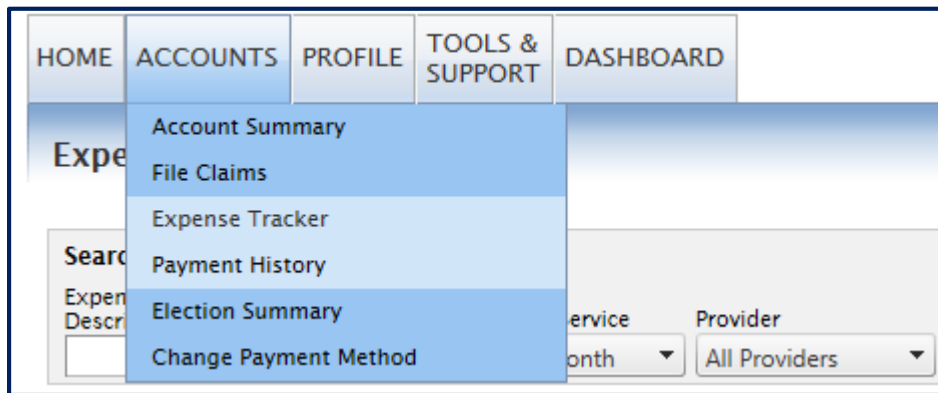 HOME ACCOUNTS PROFILE TOOLS & SUPPORT DASHBOARD
Account Summary
File Claims
Expense Tracker
Payment History
Election Summary
Change Payment Method
Provider
All Providers